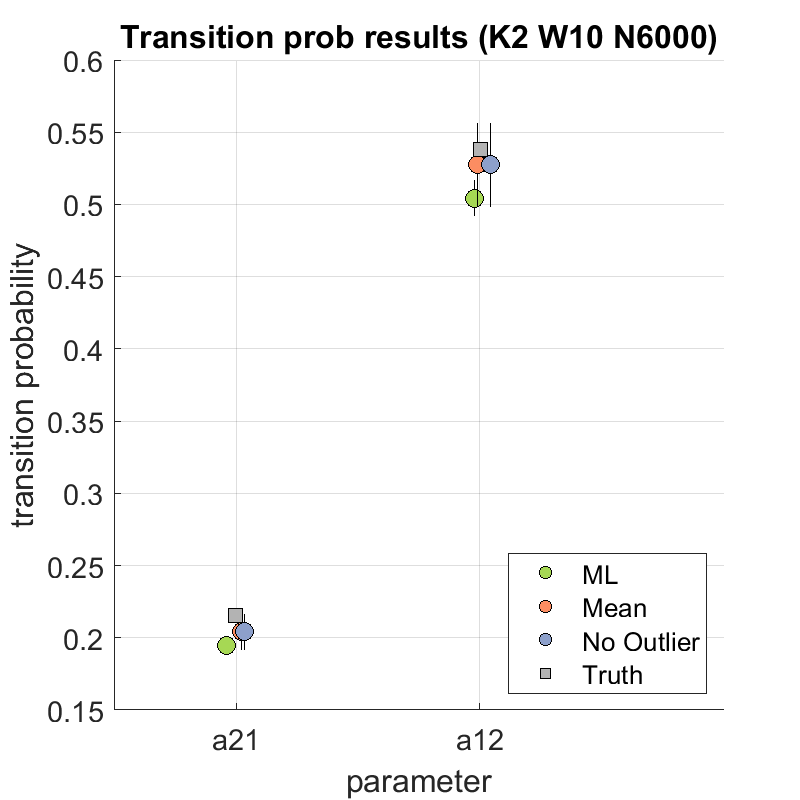 Transition prob results (K2 W10 N6000)
0.6
0.55
0.5
0.45
0.4
0.35
0.3
0.25
0.2
0.15
transition probability
a21 a12
parameter
ML
Mean
No Outlier
Truth